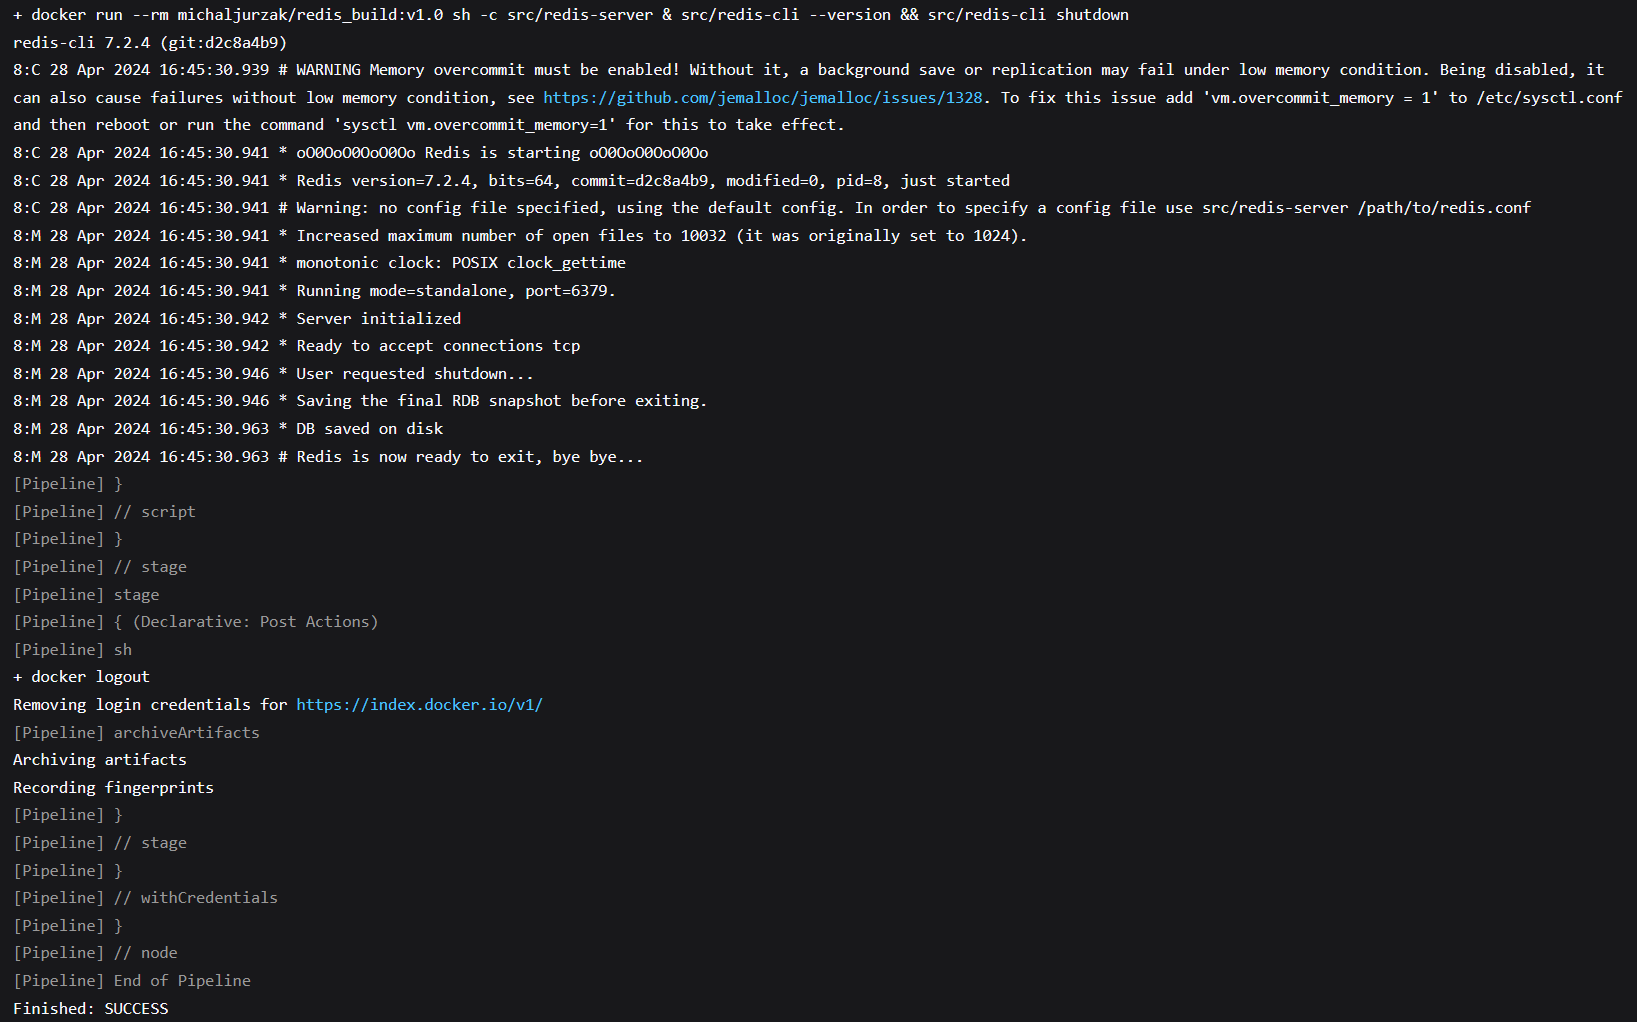 + docker run --rm michaljurzak/redis_build:v1.0 sh -c src/redis-server & src/redis-cli --version && src/redis-cli shutdown
redis-cli 7.2.4 (git:d2c8a4b9)
8:C 28 Apr 2024 16:45:30.939 # WARNING Memory overcommit must be enabled! Without it, a background save or replication may fail under low memory condition. Being disabled, it
can also cause failures without low memory condition, see https://github.com/jemalloc/jemalloc/issues/1328. To fix this issue add 'vm.overcommit_memory = 1' to /etc/sysctl.conf
and then reboot or run the command 'sysctl vm.overcommit_memory=1' for this to take effect.
8:C 28 Apr 2024 16:45:30.941 * oO0OoO0OoO0Oo Redis is starting oO0OoO0OoO0Oo
8:C 28 Apr 2024 16:45:30.941 * Redis version=7.2.4, bits=64, commit=d2c8a4b9, modified=0, pid=8, just started
8:C 28 Apr 2024 16:45:30.941 # Warning: no config file specified, using the default config. In order to specify a config file use src/redis-server /path/to/redis.conf
8:M 28 Apr 2024 16:45:30.941 * Increased maximum number of open files to 10032 (it was originally set to 1024).
8:M 28 Apr 2024 16:45:30.941 * monotonic clock: POSIX clock_gettime
8:M 28 Apr 2024 16:45:30.941 * Running mode=standalone, port=6379.
8:M 28 Apr 2024 16:45:30.942 * Server initialized
8:M 28 Apr 2024 16:45:30.942 * Ready to accept connections tcp
8:M 28 Apr 2024 16:45:30.946 * User requested shutdown...
8:M 28 Apr 2024 16:45:30.946 * Saving the final RDB snapshot before exiting.
8:M 28 Apr 2024 16:45:30.963 * DB saved on disk
8:M 28 Apr 2024 16:45:30.963 # Redis is now ready to exit, bye bye...
[Pipeline] }
[Pipeline] // script
[Pipeline] }
[Pipeline] // stage
[Pipeline] stage
[Pipeline] { (Declarative: Post Actions)
[Pipeline] sh
+ docker logout
Removing login credentials for https://index.docker.io/v1/
[Pipeline] archiveArtifacts
Archiving artifacts
Recording fingerprints
[Pipeline] }
[Pipeline] // stage
[Pipeline] }
[Pipeline] // withCredentials
[Pipeline] }
[Pipeline] // node
[Pipeline] End of Pipeline
Finished: SUCCESS